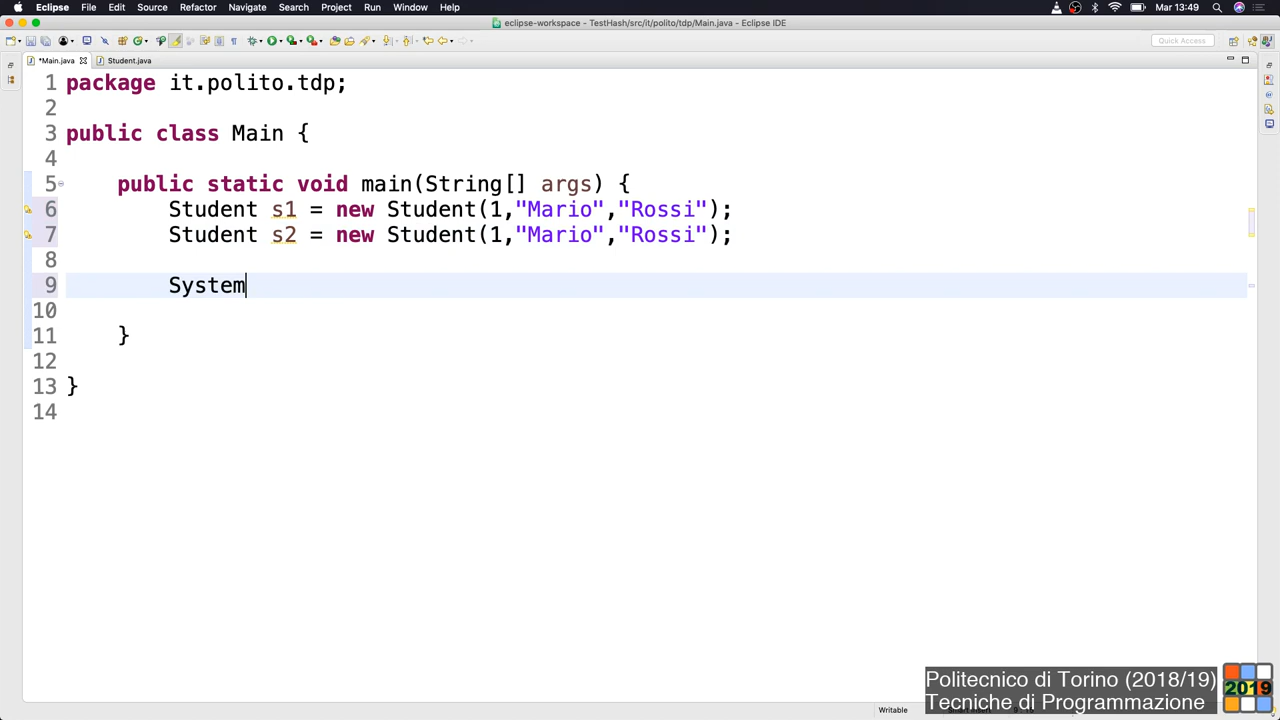 Eclipse File Edit Source Refactor Navigate Search Project Run Window Help Mar 13:49
eclipse-workspace - TestHash/src/it/polito/tdp/Main.java - Eclipse IDE
Quick Access
*Main.java Student.java
1 package it.polito.tdp;
2
3 public class Main {
4
5 public static void main(String[] args) {
6 Student s1 = new Student(1,"Mario","Rossi");
7 Student s2 = new Student(1,"Mario","Rossi");
8
9 System
10
11 }
12
13 }
14
Politecnico di Torino (2018/19)
Tecniche di Programmazione
2019
Writable